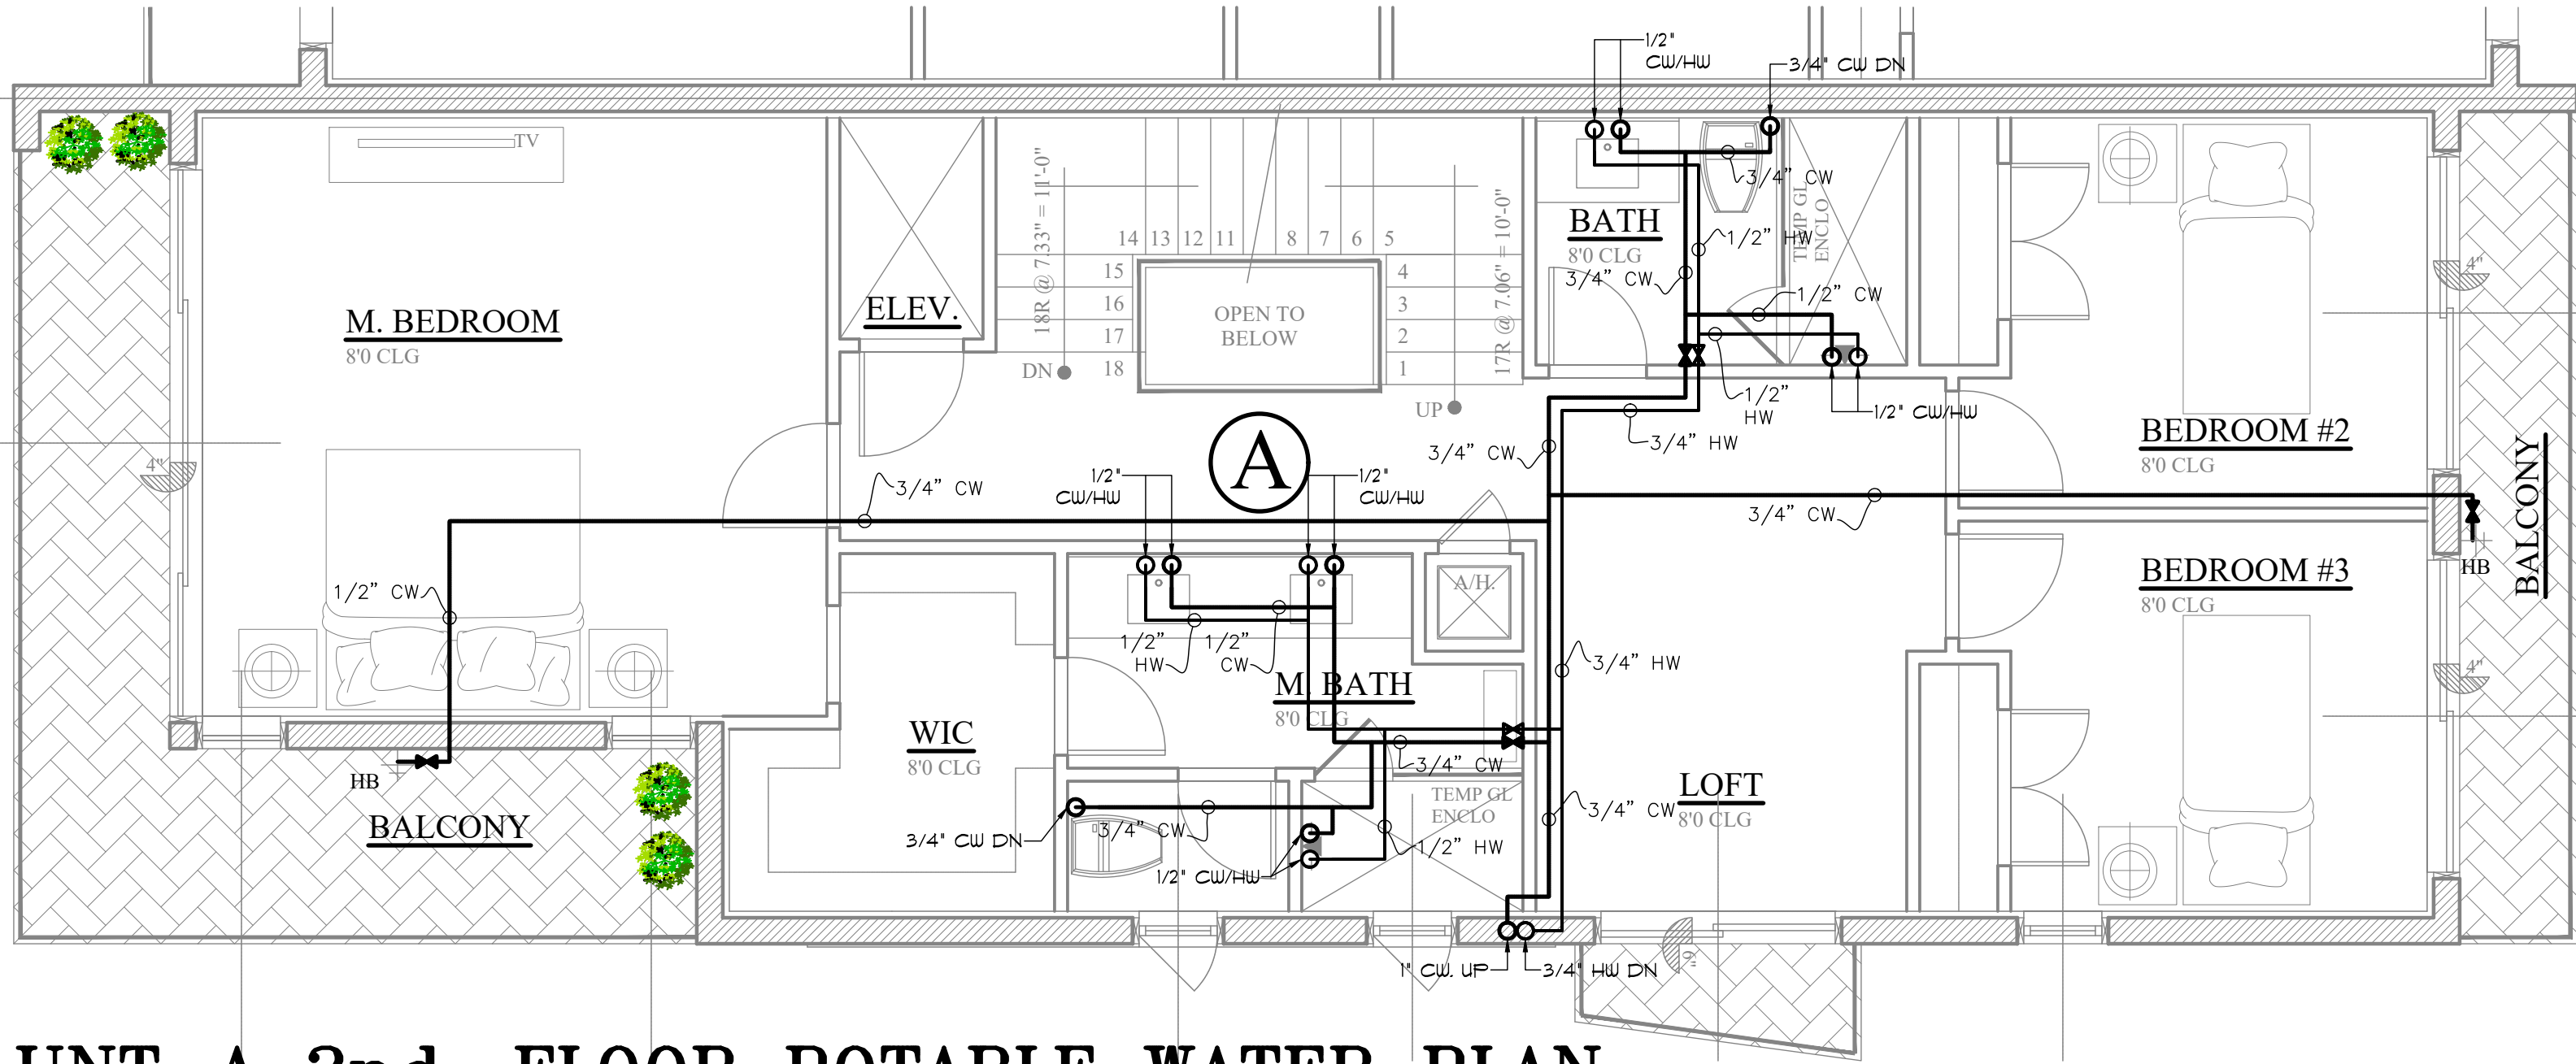 1/2"
CW/HW
3/4" CW DN
TV
3/4" CW
TEMP GL
ENCLO
BATH
8'0 CLG
1/2" HW
3/4" CW
1/2" CW
18R @ 7.33" = 11'-0"
14 13 12 11 8 7 6 5
15
16
17
18
4
3
2
1
17R @ 7.06" = 10'-0"
OPEN TO
BELOW
DN
UP
M. BEDROOM
8'0 CLG
ELEV.
4"
1/2”
HW
1/2" CW/HW
3/4” HW
3/4” CW
BEDROOM #2
8'0 CLG
BALCONY
4"
3/4” CW
1/2"
CW/HW
A
1/2"
CW/HW
3/4” CW
HB
BEDROOM #3
8'0 CLG
A/H.
1/2” CW
1/2”
HW
1/2”
CW
3/4” HW
M. BATH
8'0 CLG
4"
WIC
8'0 CLG
3/4” CW
HB
LOFT
8'0 CLG
TEMP GL
ENCLO
3/4” CW
BALCONY
3/4" CW DN
3/4” CW
1/2” HW
1/2" CW/HW
6"
1" CW. UP
3/4" HW DN
UNT A 2nd. FLOOR POTABLE WATER PLAN